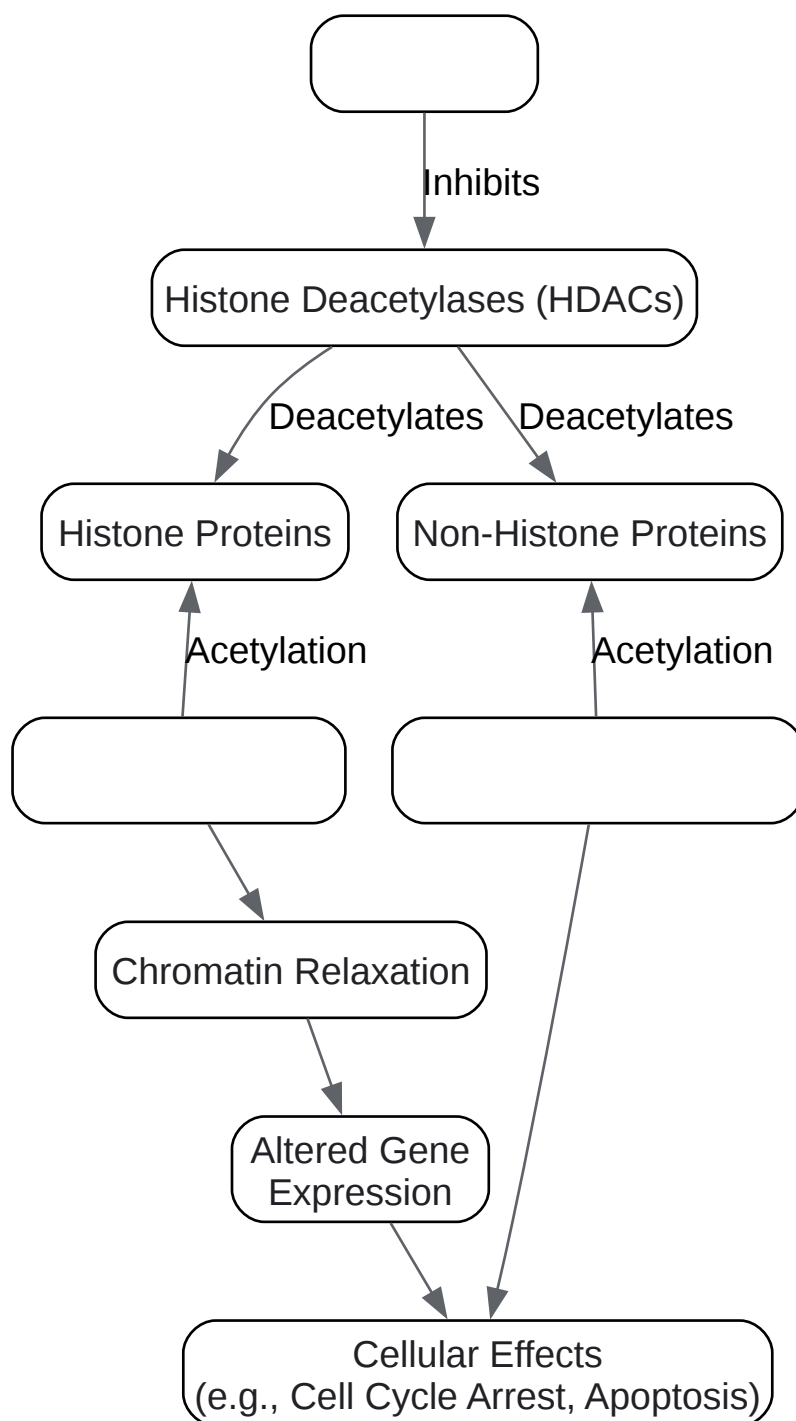 Inhibits
Histone Deacetylases (HDACs)
Deacetylates
Deacetylates
Histone Proteins
Non-Histone Proteins
Acetylation
Acetylation
Chromatin Relaxation
Altered Gene
Expression
Cellular Effects
(e.g., Cell Cycle Arrest, Apoptosis)